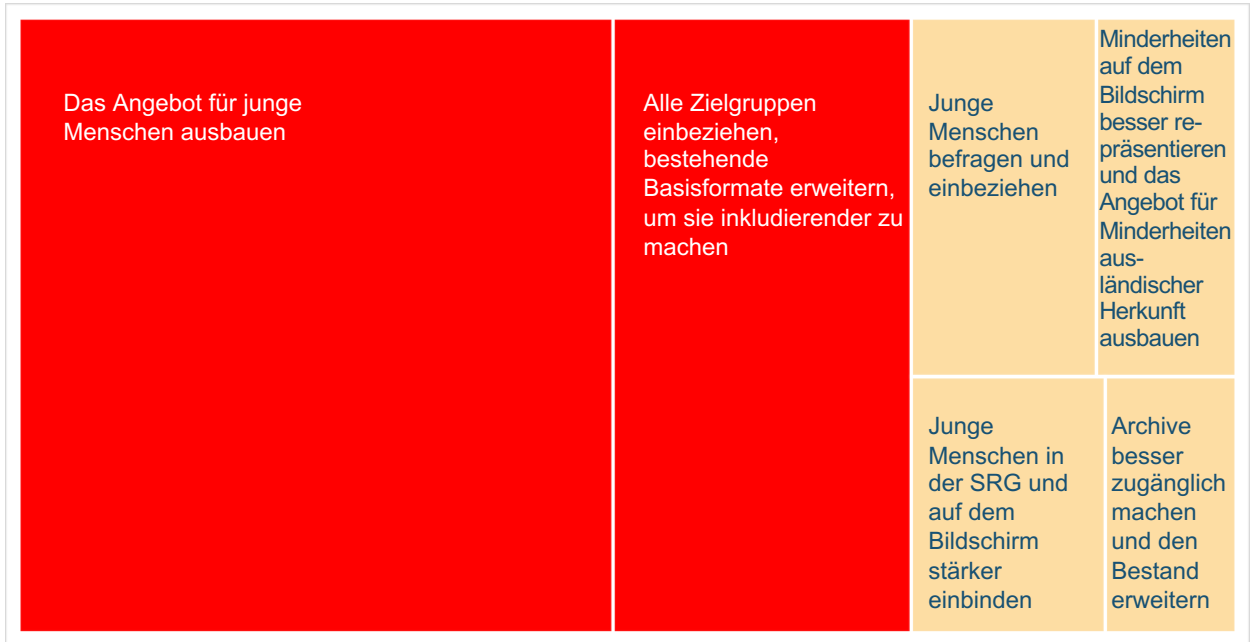 Das Angebot für junge
Menschen ausbauen
Alle Zielgruppen
einbeziehen,
bestehende
Basisformate erweitern,
um sie inkludierender zu
machen
Junge
Menschen
befragen und
einbeziehen
Minderheiten
auf dem
Bildschirm
besser re-
präsentieren
und das
Angebot für
Minderheiten
aus-
ländischer
Herkunft
ausbauen
Junge
Menschen in
der SRG und
auf dem
Bildschirm
stärker
einbinden
Archive
besser
zugänglich
machen
und den
Bestand
erweitern